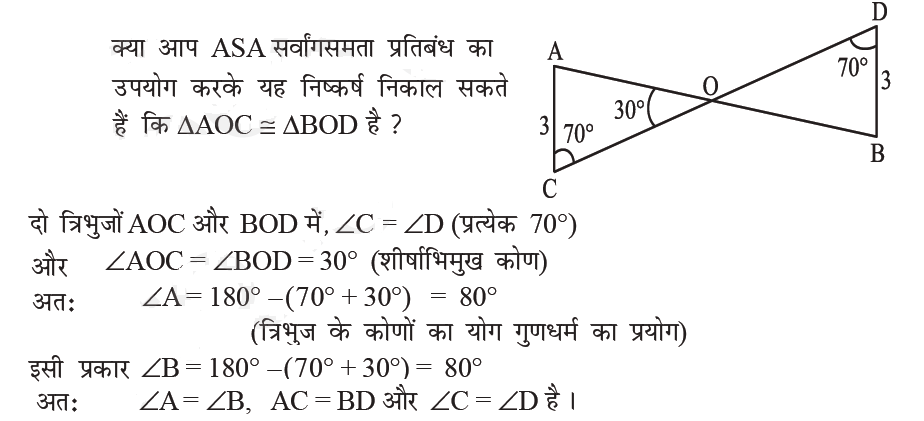 क्या आप ASA सर्वांगसमता प्रतिबंध का
उपयोग करके यह निष्कर्ष निकाल सकते
हैं कि ΔAOC ≅ ΔBOD है ?
A
D
70°
O
30°
3
3
70°
B
C
दो त्रिभुजों AOC और BOD में, ∠C = ∠D (प्रत्येक 70°)
और ∠AOC = ∠BOD = 30° (शीर्षाभिमुख कोण)
अतः ∠A = 180° –(70° + 30°) = 80°
(त्रिभुज के कोणों का योग गुणधर्म का प्रयोग)
इसी प्रकार ∠B = 180° –(70° + 30°) = 80°
अतः ∠A = ∠B, AC = BD और ∠C = ∠D है ।